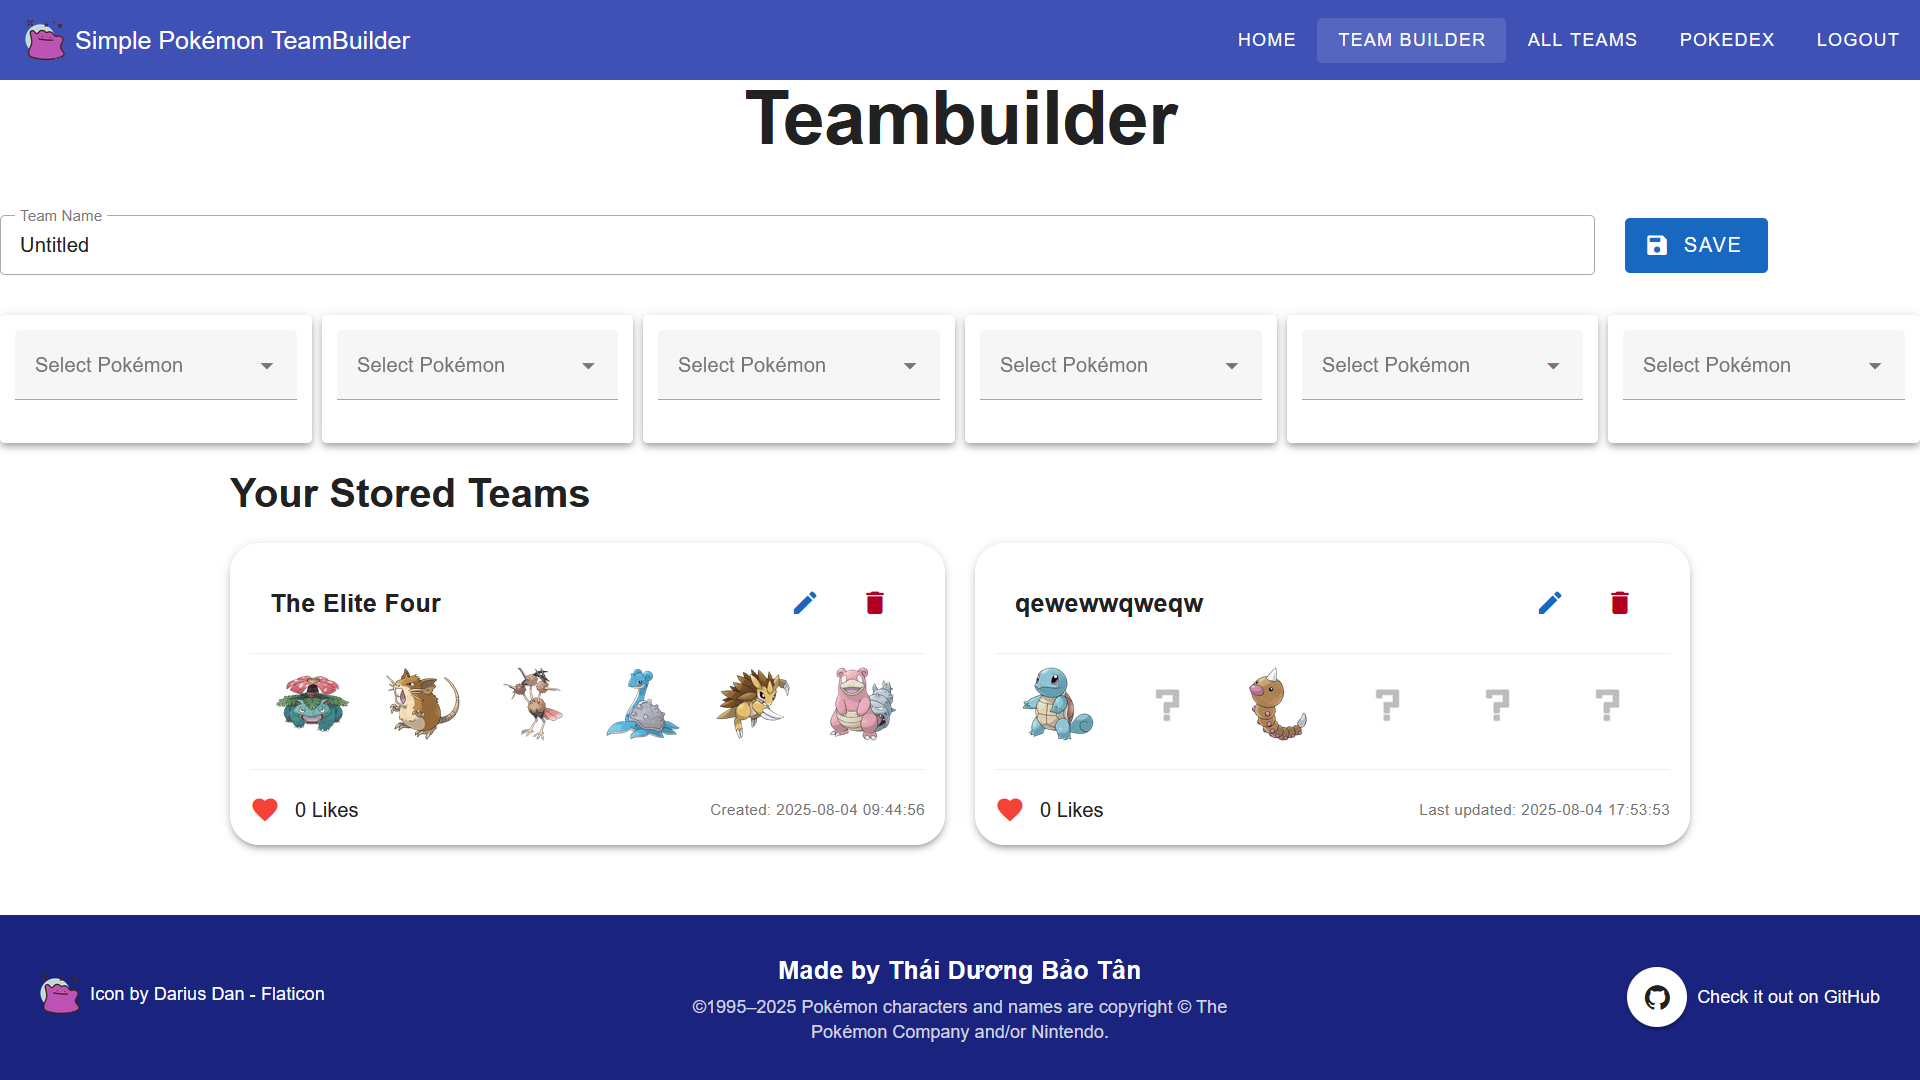 Simple Pokémon TeamBuilder
HOME
TEAM BUILDER
ALL TEAMS
POKEDEX
LOGOUT
Teambuilder
Team Name
Untitled
SAVE
Select Pokémon
Select Pokémon
Select Pokémon
Select Pokémon
Select Pokémon
Select Pokémon
Your Stored Teams
The Elite Four
0 Likes
Created: 2025-08-04 09:44:56
qewewwqweqw
?
?
?
?
0 Likes
Last updated: 2025-08-04 17:53:53
Icon by Darius Dan - Flaticon
Made by Thái Dương Bảo Tân
©1995–2025 Pokémon characters and names are copyright © The
Pokémon Company and/or Nintendo.
Check it out on GitHub